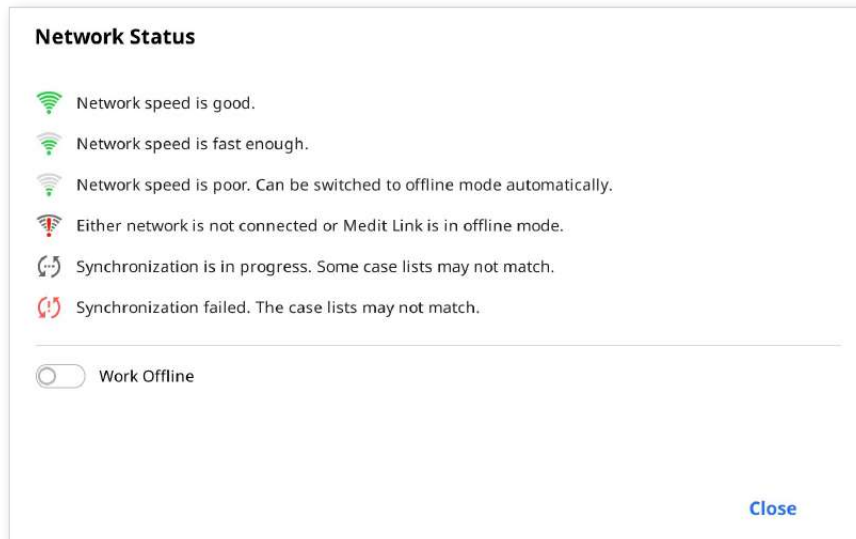 Network Status
Network speed is good.
Network speed is fast enough.
Network speed is poor. Can be switched to offline mode automatically.
Either network is not connected or Medit Link is in offline mode.
Synchronization is in progress. Some case lists may not match.
Synchronization failed. The case lists may not match.
Work Offline
Close